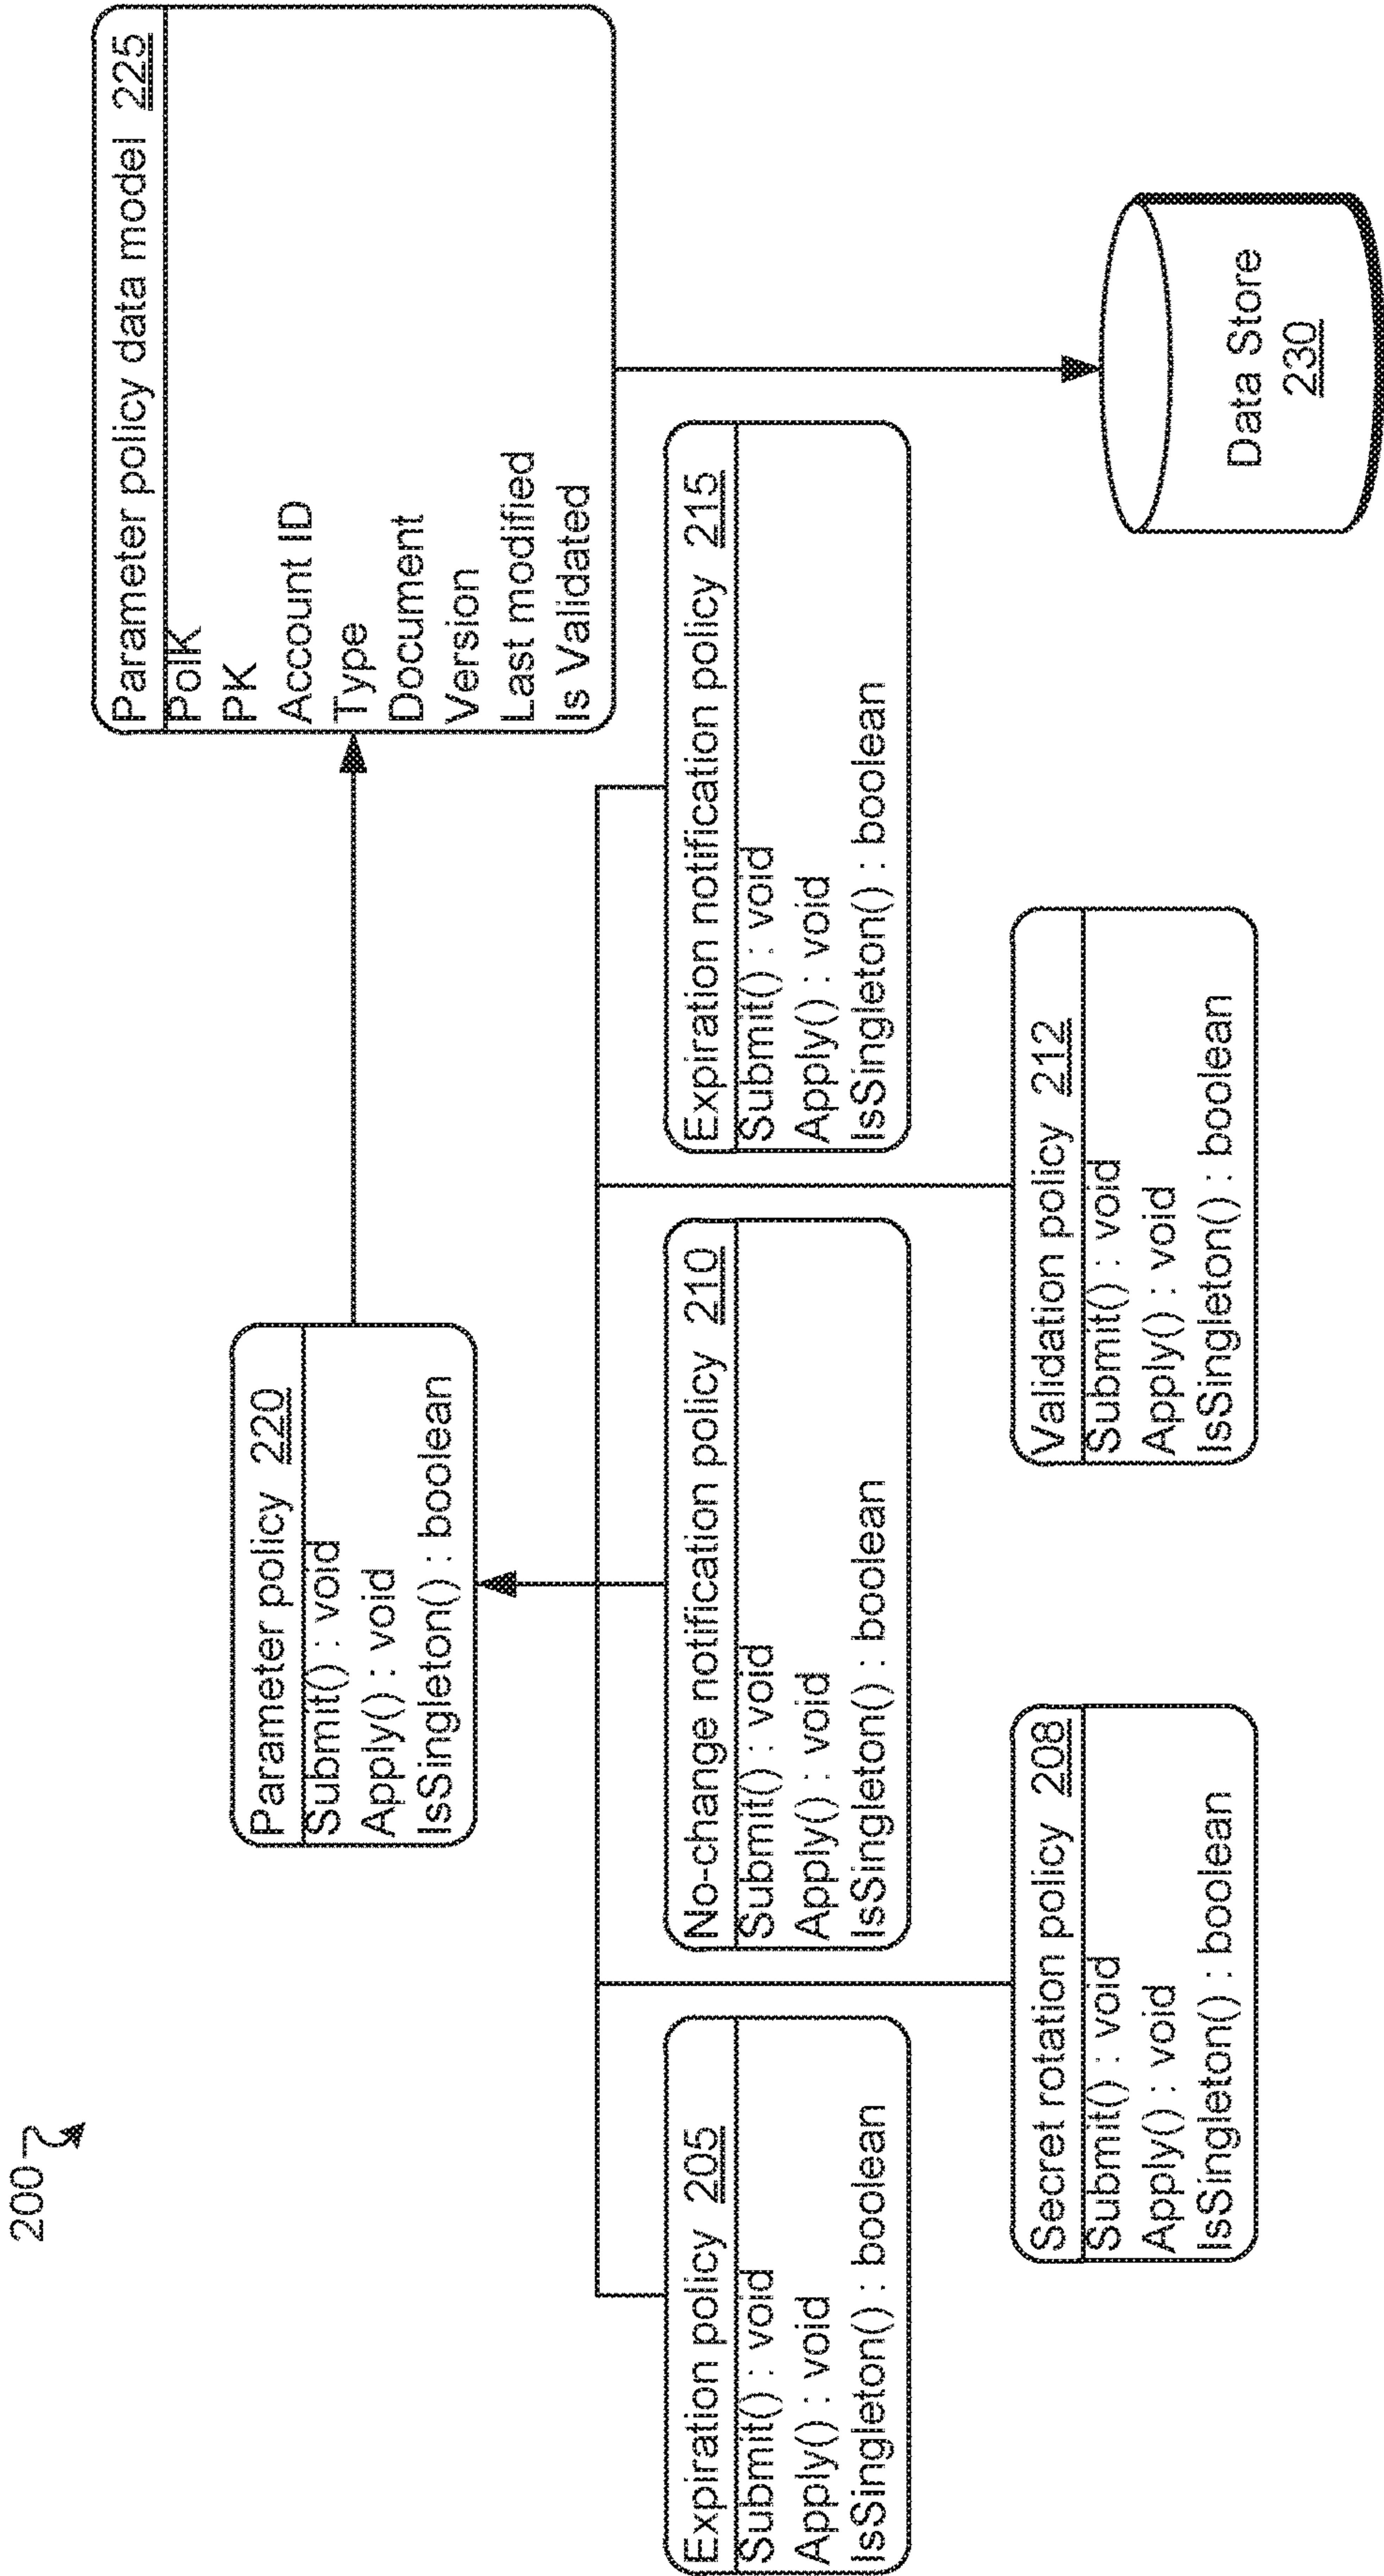 200
Parameter policy 220
Submit() : void
Apply() : void
IsSingleton() : boolean
Parameter policy data model 225
PolK
PK
Account ID
Type
Document
Version
Last modified
Is Validated
Expiration policy 205
Submit() : void
Apply() : void
IsSingleton() : boolean
No-change notification policy 210
Submit() : void
Apply() : void
IsSingleton() : boolean
Expiration notification policy 215
Submit() : void
Apply() : void
IsSingleton() : boolean
Secret rotation policy 208
Submit() : void
Apply() : void
IsSingleton() : boolean
Validation policy 212
Submit() : void
Apply() : void
IsSingleton() : boolean
Data Store
230